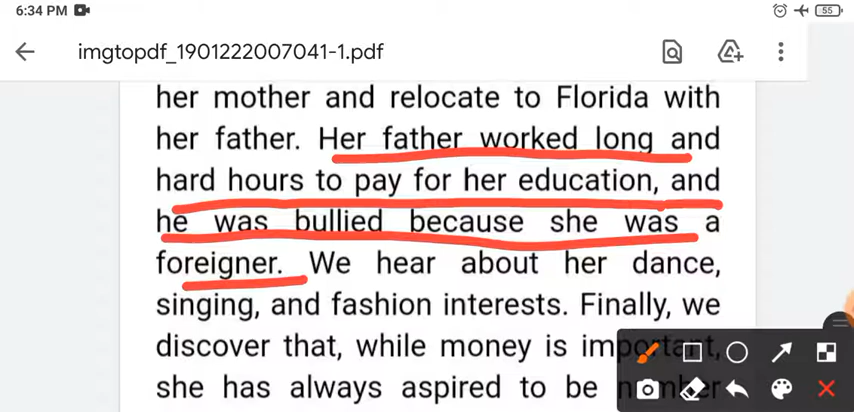 6:34 PM
55
imgtopdf_1901222007041-1.pdf
her mother and relocate to Florida with
her father. Her father worked long and
hard hours to pay for her education, and
he was bullied because she was a
foreigner. We hear about her dance,
singing, and fashion interests. Finally, we
discover that, while money is important,
she has always aspired to be number